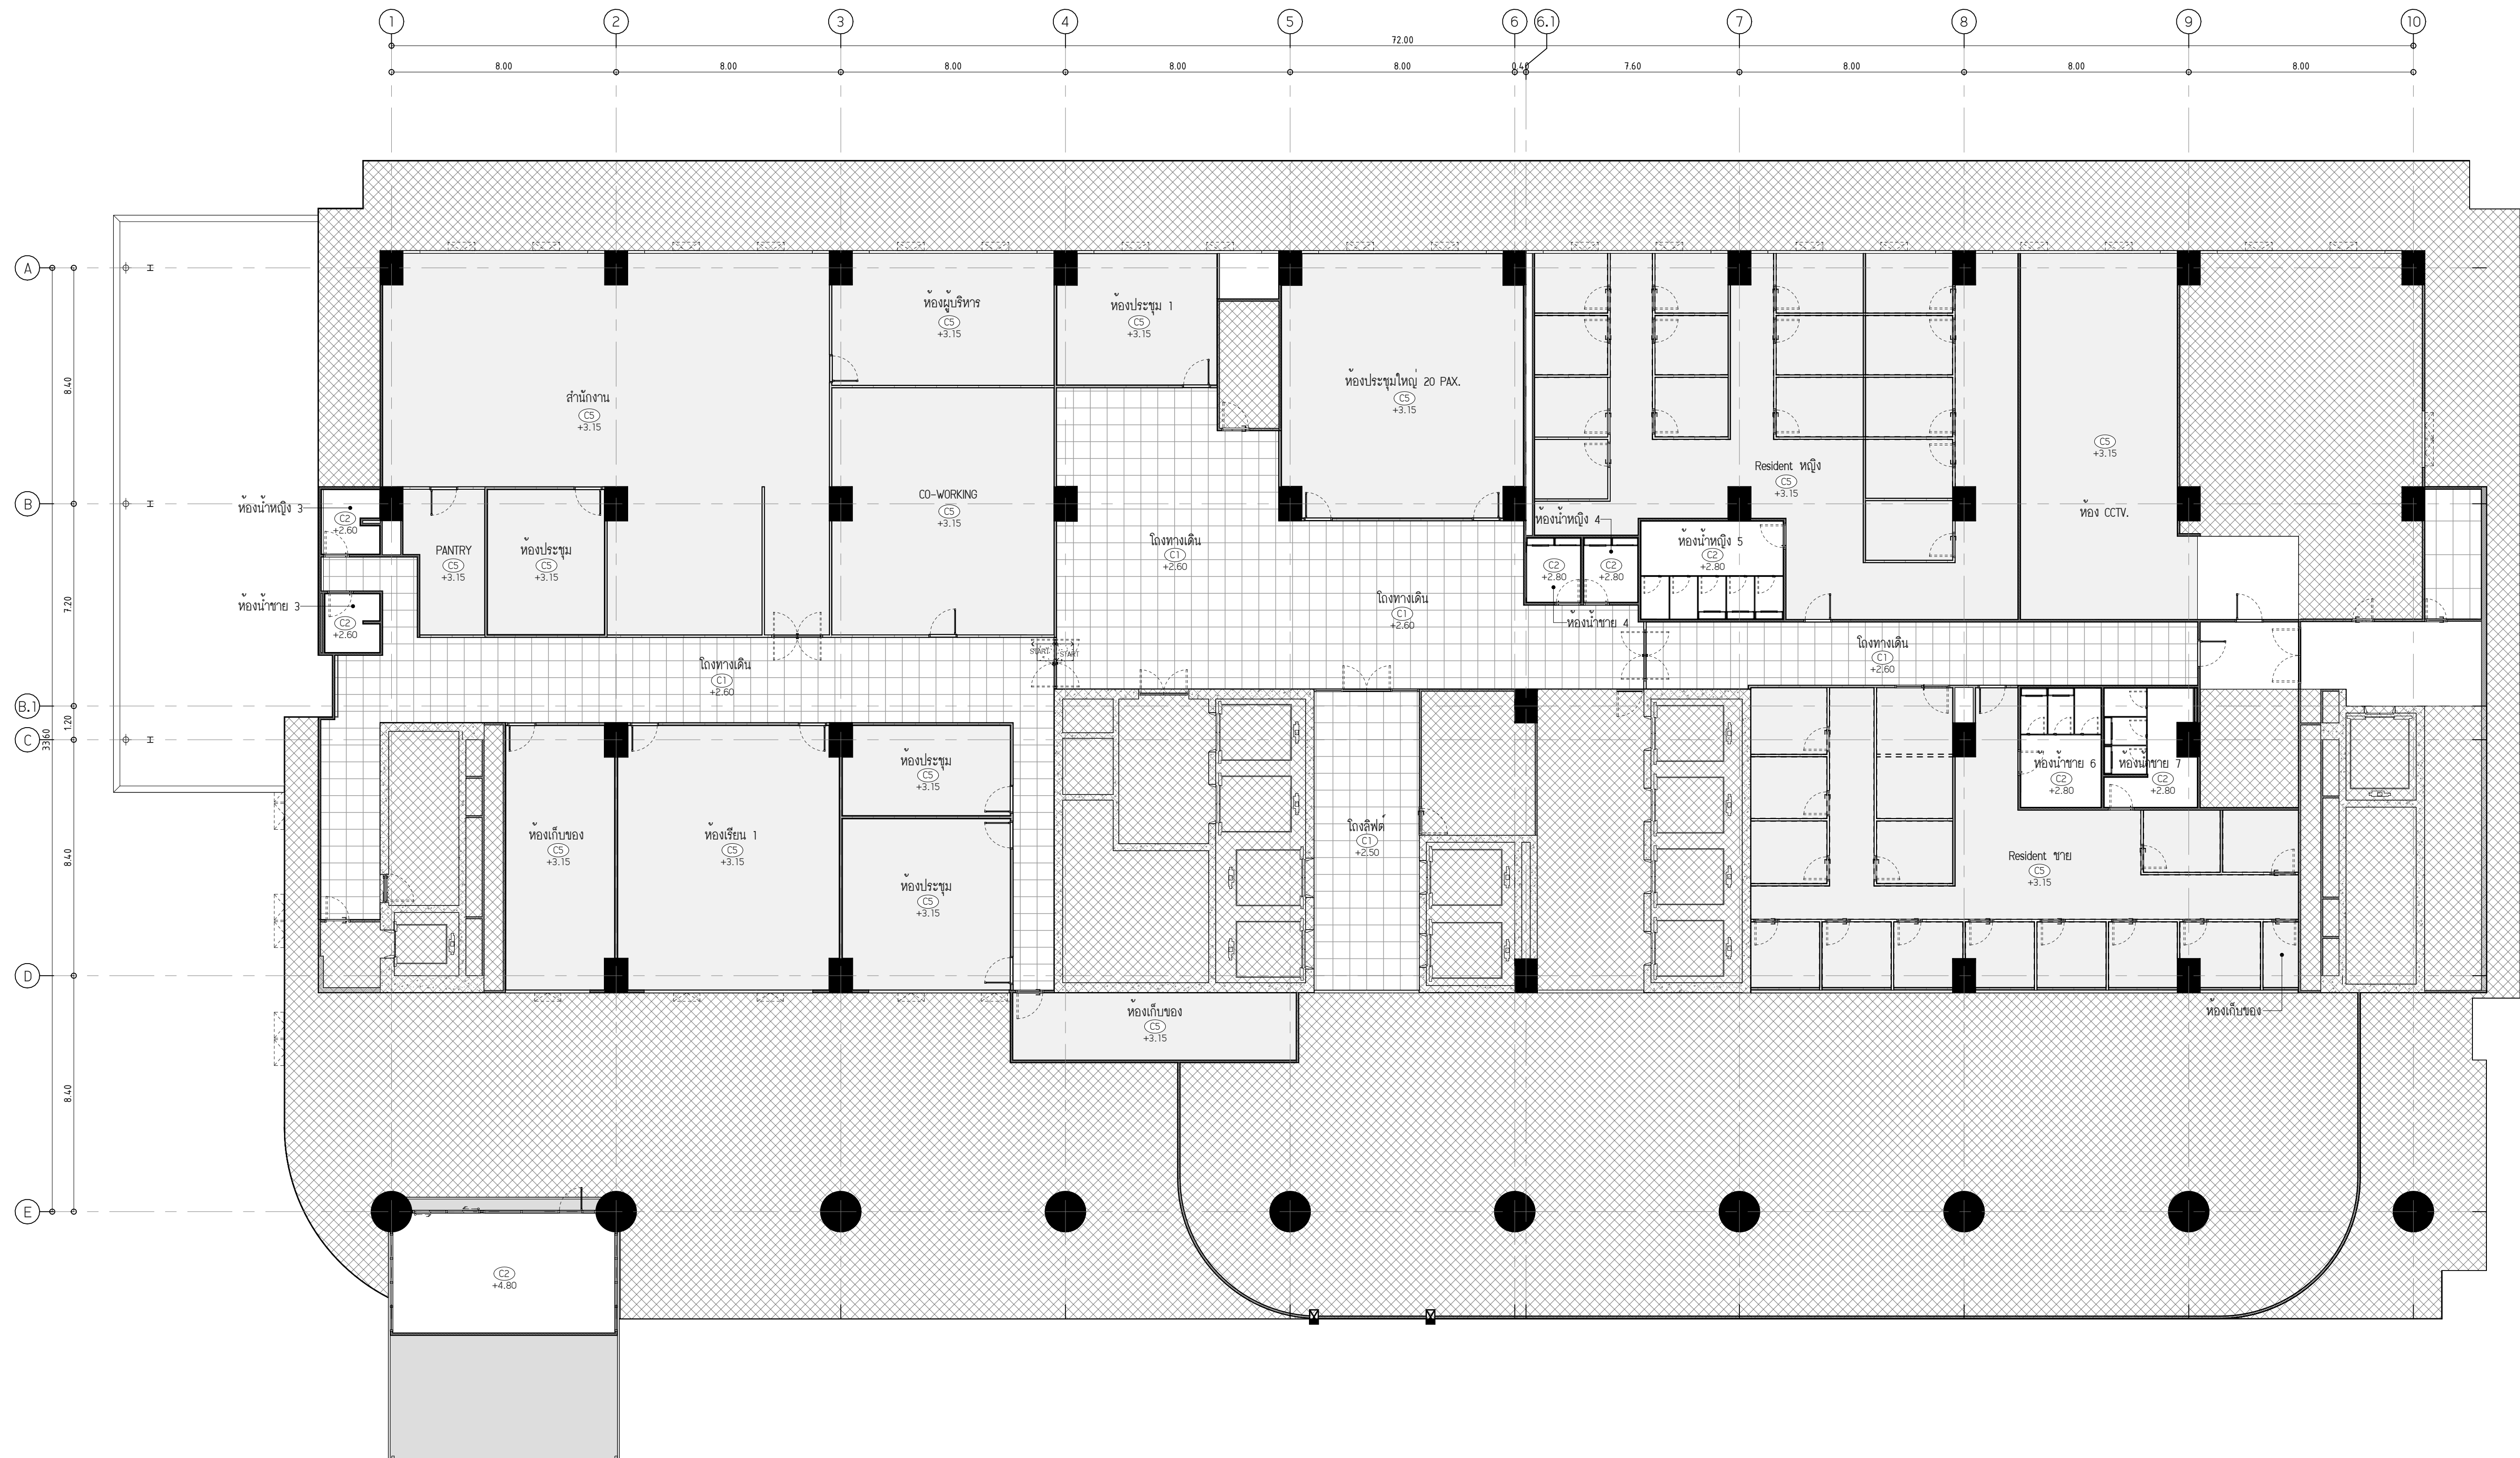 1 2 3 4 5 6 6.1 7 8 9 10
72.00
8.00 8.00 8.00 8.00 8.00 0.40 7.60 8.00 8.00 8.00
A
8.40
B
7.20
B.1
1.20
C
33.60
8.40
D
8.40
E
สำนักงาน
C5
+3.15
ห้องผู้บริหาร
C5
+3.15
ห้องประชุม 1
C5
+3.15
ห้องประชุมใหญ่ 20 PAX.
C5
+3.15
Resident หญิง
C5
+3.15
C5
+3.15
ห้อง CCTV.
ห้องน้ำหญิง 3
C2
+2.60
PANTRY
C5
+3.15
ห้องประชุม
C5
+3.15
CO-WORKING
C5
+3.15
โถงทางเดิน
C1
+2.60
ห้องน้ำหญิง 4
C2
+2.80
C2
+2.80
ห้องน้ำหญิง 5
C2
+2.80
ห้องน้ำชาย 3
C2
+2.60
โถงทางเดิน
C1
+2.60
ห้องน้ำชาย 4
START
START
โถงทางเดิน
C1
+2.60
โถงทางเดิน
C1
+2.60
ห้องประชุม
C5
+3.15
ห้องน้ำชาย 6
C2
+2.80
ห้องน้ำชาย 7
C2
+2.80
ห้องเก็บของ
C5
+3.15
ห้องเรียน 1
C5
+3.15
โถงลิฟต์
C1
+2.50
ห้องประชุม
C5
+3.15
Resident ชาย
C5
+3.15
ห้องเก็บของ
C5
+3.15
ห้องเก็บของ
C2
+4.80